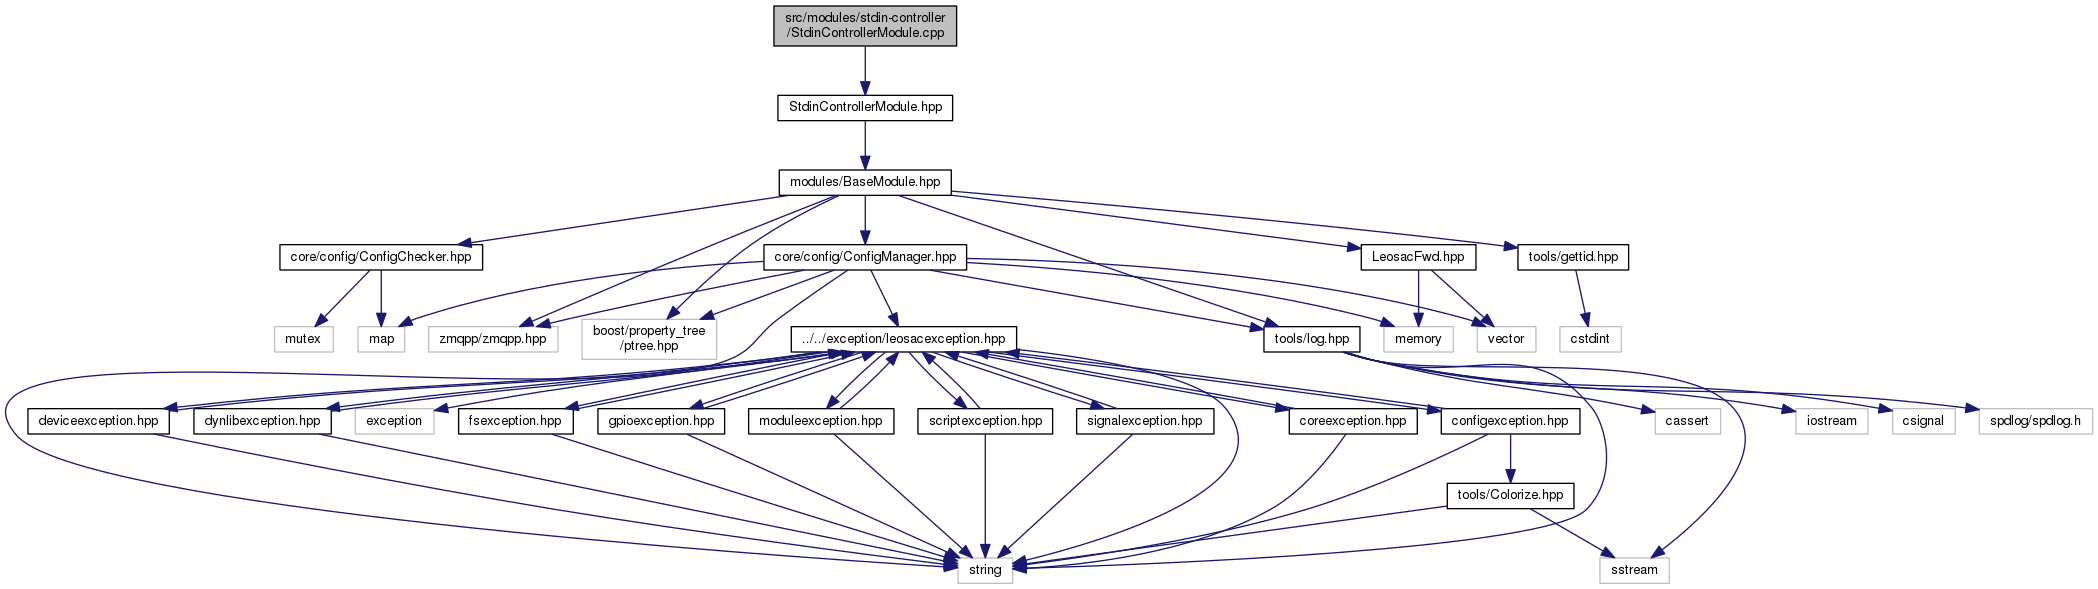 src/modules/stdin-controller
/StdinControllerModule.cpp
StdinControllerModule.hpp
modules/BaseModule.hpp
core/config/ConfigChecker.hpp
core/config/ConfigManager.hpp
LeosacFwd.hpp
tools/gettid.hpp
mutex
map
zmqpp/zmqpp.hpp
boost/property_tree
/ptree.hpp
../../exception/leosacexception.hpp
tools/log.hpp
memory
vector
cstdint
deviceexception.hpp
dynlibexception.hpp
exception
fsexception.hpp
gpioexception.hpp
moduleexception.hpp
scriptexception.hpp
signalexception.hpp
coreexception.hpp
configexception.hpp
cassert
iostream
csignal
spdlog/spdlog.h
tools/Colorize.hpp
string
sstream